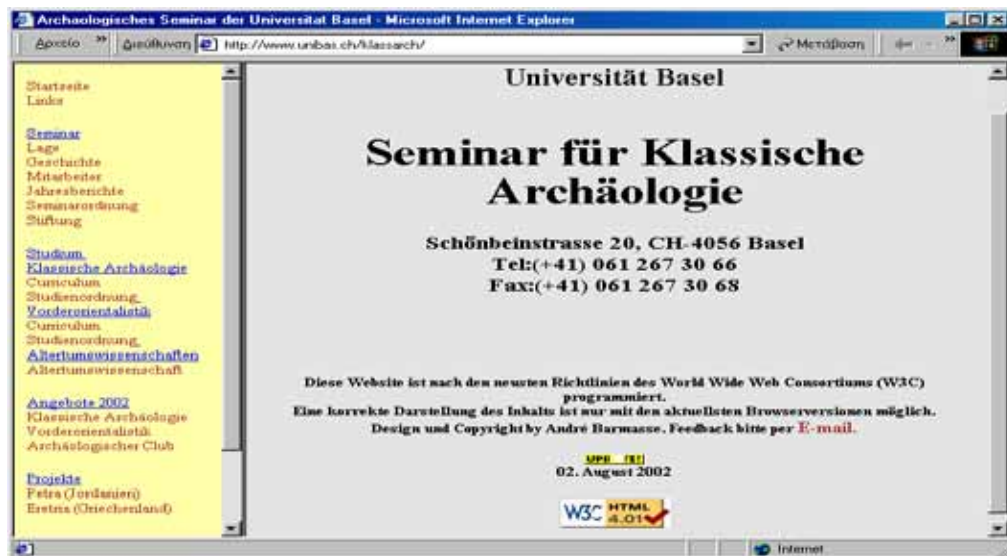 Archaologisches Seminar der Universitat Basel - Microsoft Internet Explorer
Αρχείο » Διεύθυνση http://www.unibas.ch/klassarch/ Μετάβαση »
Startseite
Links
Seminar
Lage
Geschichte
Mitarbeiter
Jahresberichte
Seminarordnung
Stiftung
Studium
Klassische Archäologie
Curriculum
Studienordnung
Vorderorientalistik
Curriculum
Studienordnung
Altertumswissenschaften
Altertumswissenschaft
Angebote 2002
Klassische Archäologie
Vorderorientalistik
Archäologischer Club
Projekte
Petra (Jordanien)
Eretria (Griechenland)
Universität Basel
Seminar für Klassische
Archäologie
Schönbeinstrasse 20, CH-4056 Basel
Tel:(+41) 061 267 30 66
Fax:(+41) 061 267 30 68
Diese Website ist nach den neusten Richtlinien des World Wide Web Consortiums (W3C)
programmiert.
Eine korrekte Darstellung des Inhalts ist nur mit den aktuellsten Browserversionen möglich.
Design und Copyright by André Barmasse. Feedback bitte per E-mail.
02. August 2002
W3C HTML
4.01
Internet